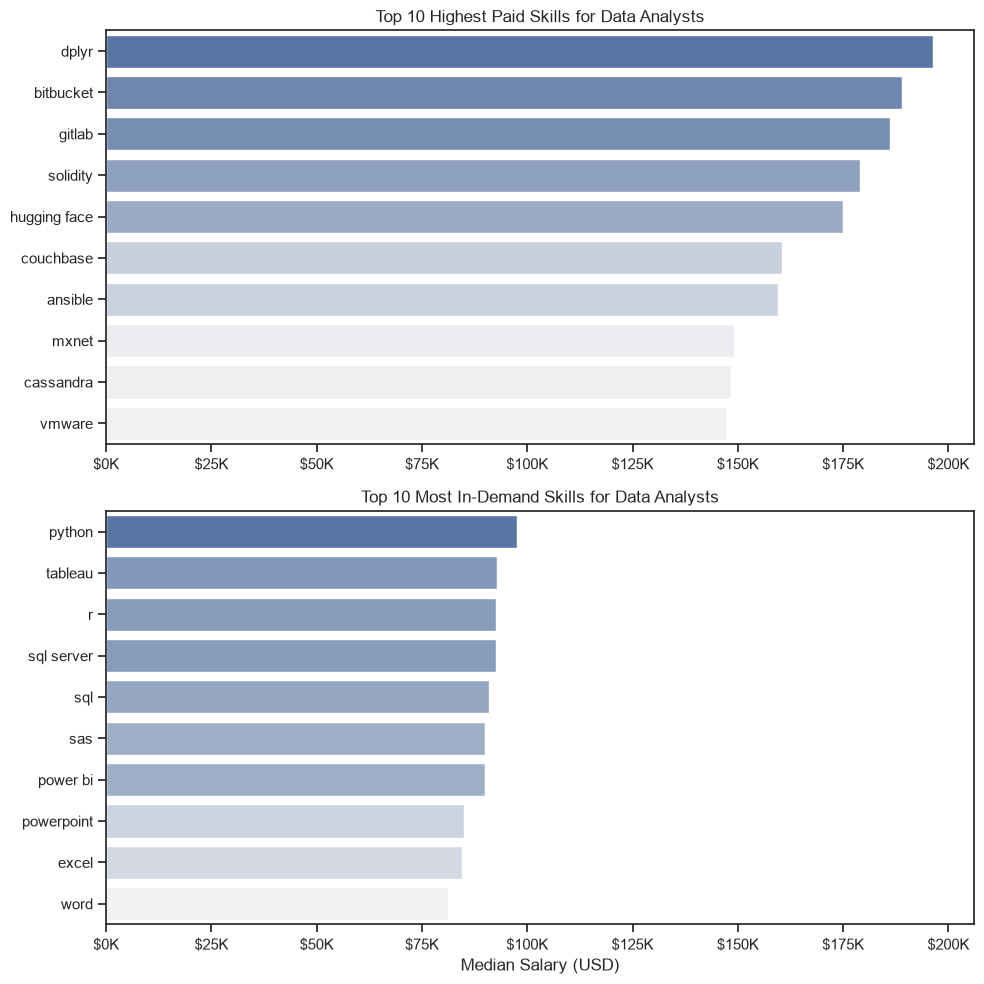 Top 10 Highest Paid Skills for Data Analysts
dplyr
bitbucket
gitlab
solidity
hugging face
couchbase
ansible
mxnet
cassandra
vmware
$0K $25K $50K $75K $100K $125K $150K $175K $200K
Top 10 Most In-Demand Skills for Data Analysts
python
tableau
r
sql server
sql
sas
power bi
powerpoint
excel
word
$0K $25K $50K $75K $100K $125K $150K $175K $200K
Median Salary (USD)